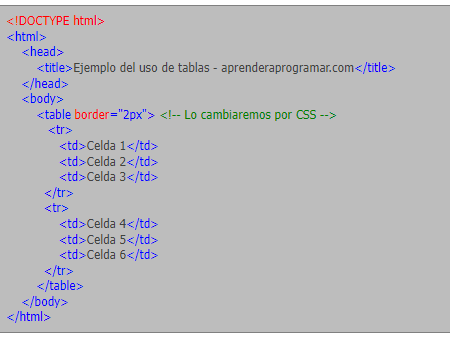 <!DOCTYPE html>
<html>
<head>
<title>Ejemplo del uso de tablas - aprenderaprogramar.com</title>
</head>
<body>
<table border="2px"> <!-- Lo cambiaremos por CSS -->
<tr>
<td>Celda 1</td>
<td>Celda 2</td>
<td>Celda 3</td>
</tr>
<tr>
<td>Celda 4</td>
<td>Celda 5</td>
<td>Celda 6</td>
</tr>
</table>
</body>
</html>